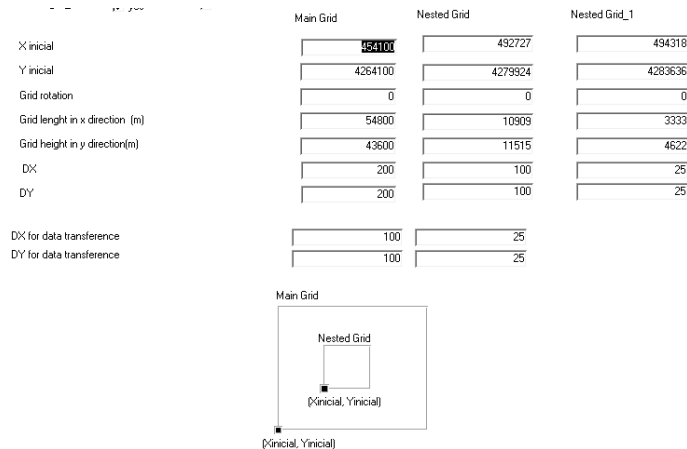 Main Grid Nested Grid Nested Grid_1
X inicial 454100 492727 494318
Y inicial 4264100 4279924 4283636
Grid rotation 0 0 0
Grid lenght in x direction (m) 54800 10909 3333
Grid height in y direction(m) 43600 11515 4622
DX 200 100 25
DY 200 100 25
DX for data transference 100 25
DY for data transference 100 25
Main Grid
Nested Grid
(Xinicial, Yinicial)
(Xinicial, Yinicial)